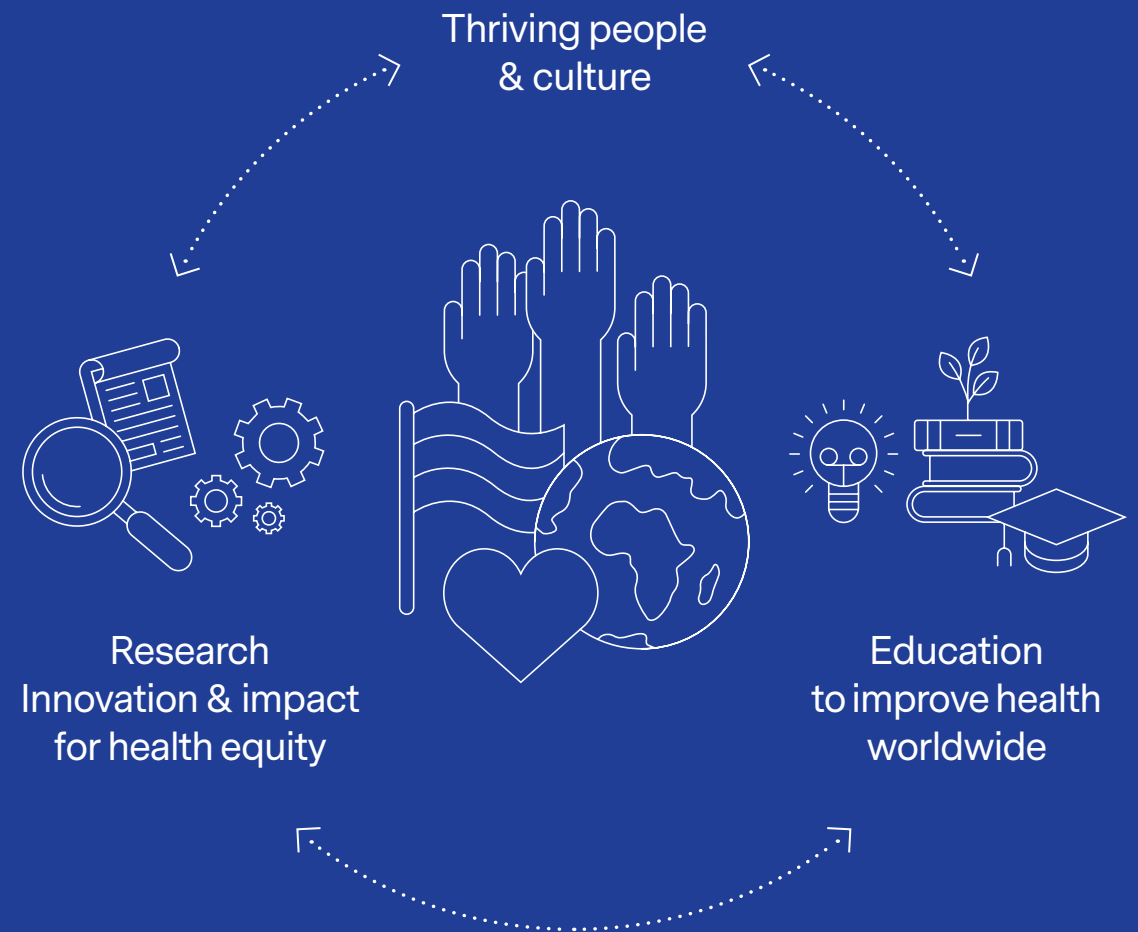 Thriving people
& culture
Research
Innovation & impact
for health equity
Education
to improve health
worldwide